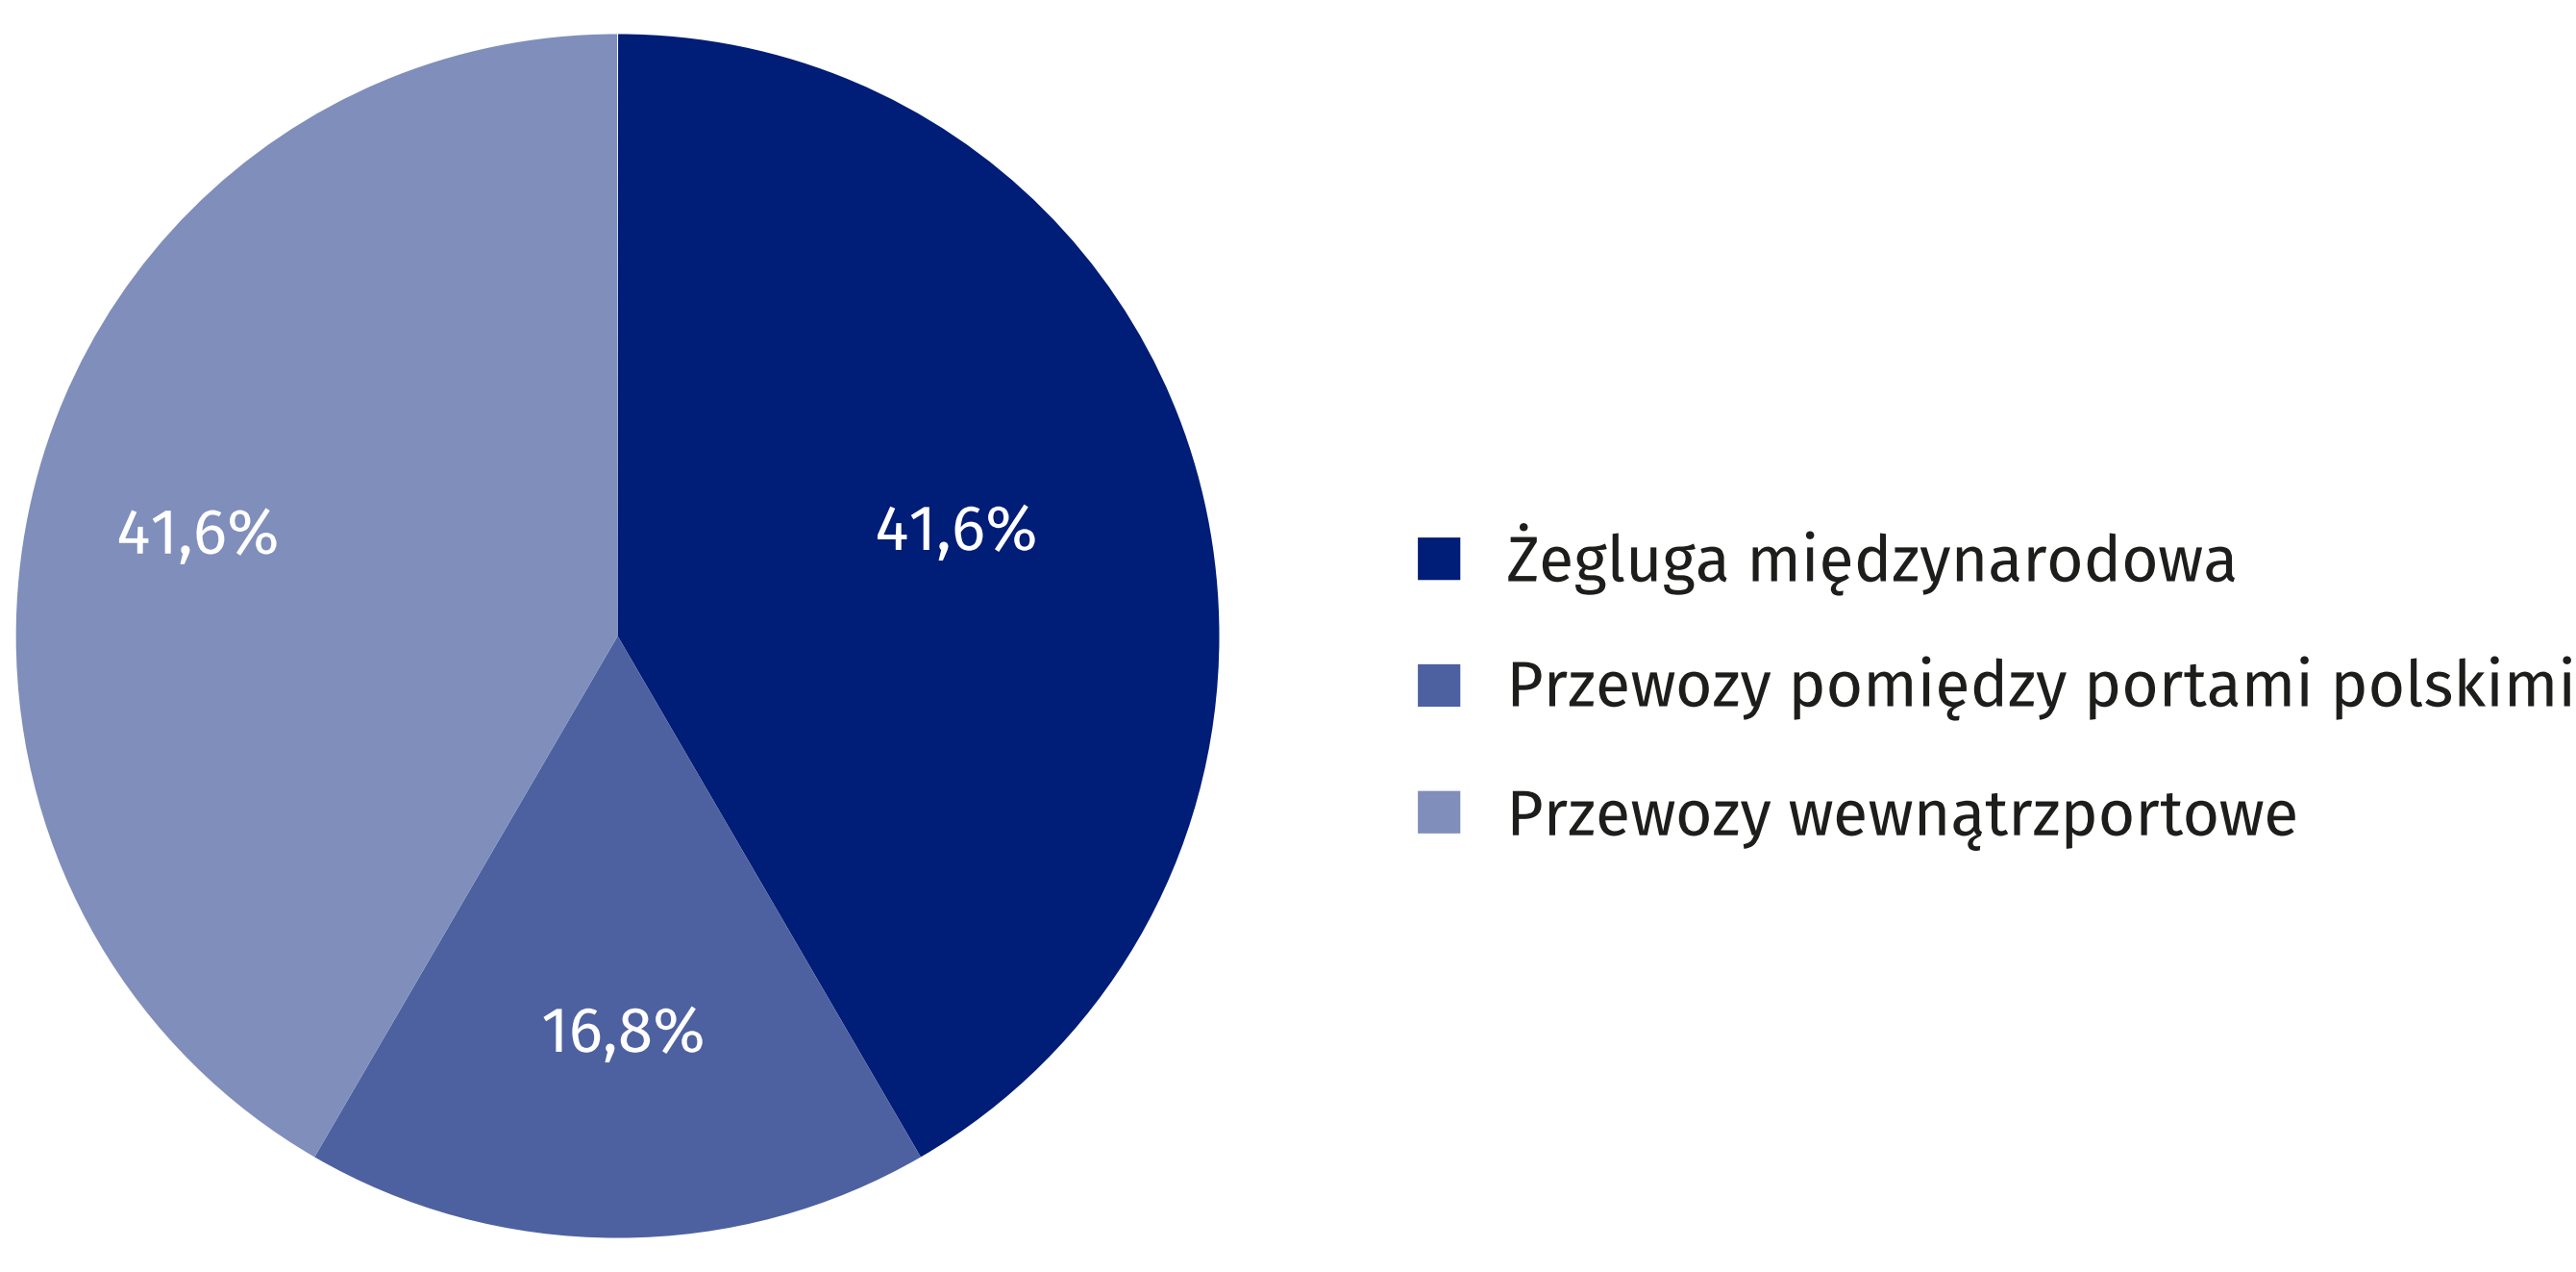 41,6%
41,6%
16,8%
Żegluga międzynarodowa
Przewozy pomiędzy portami polskimi
Przewozy wewnątrzportowe